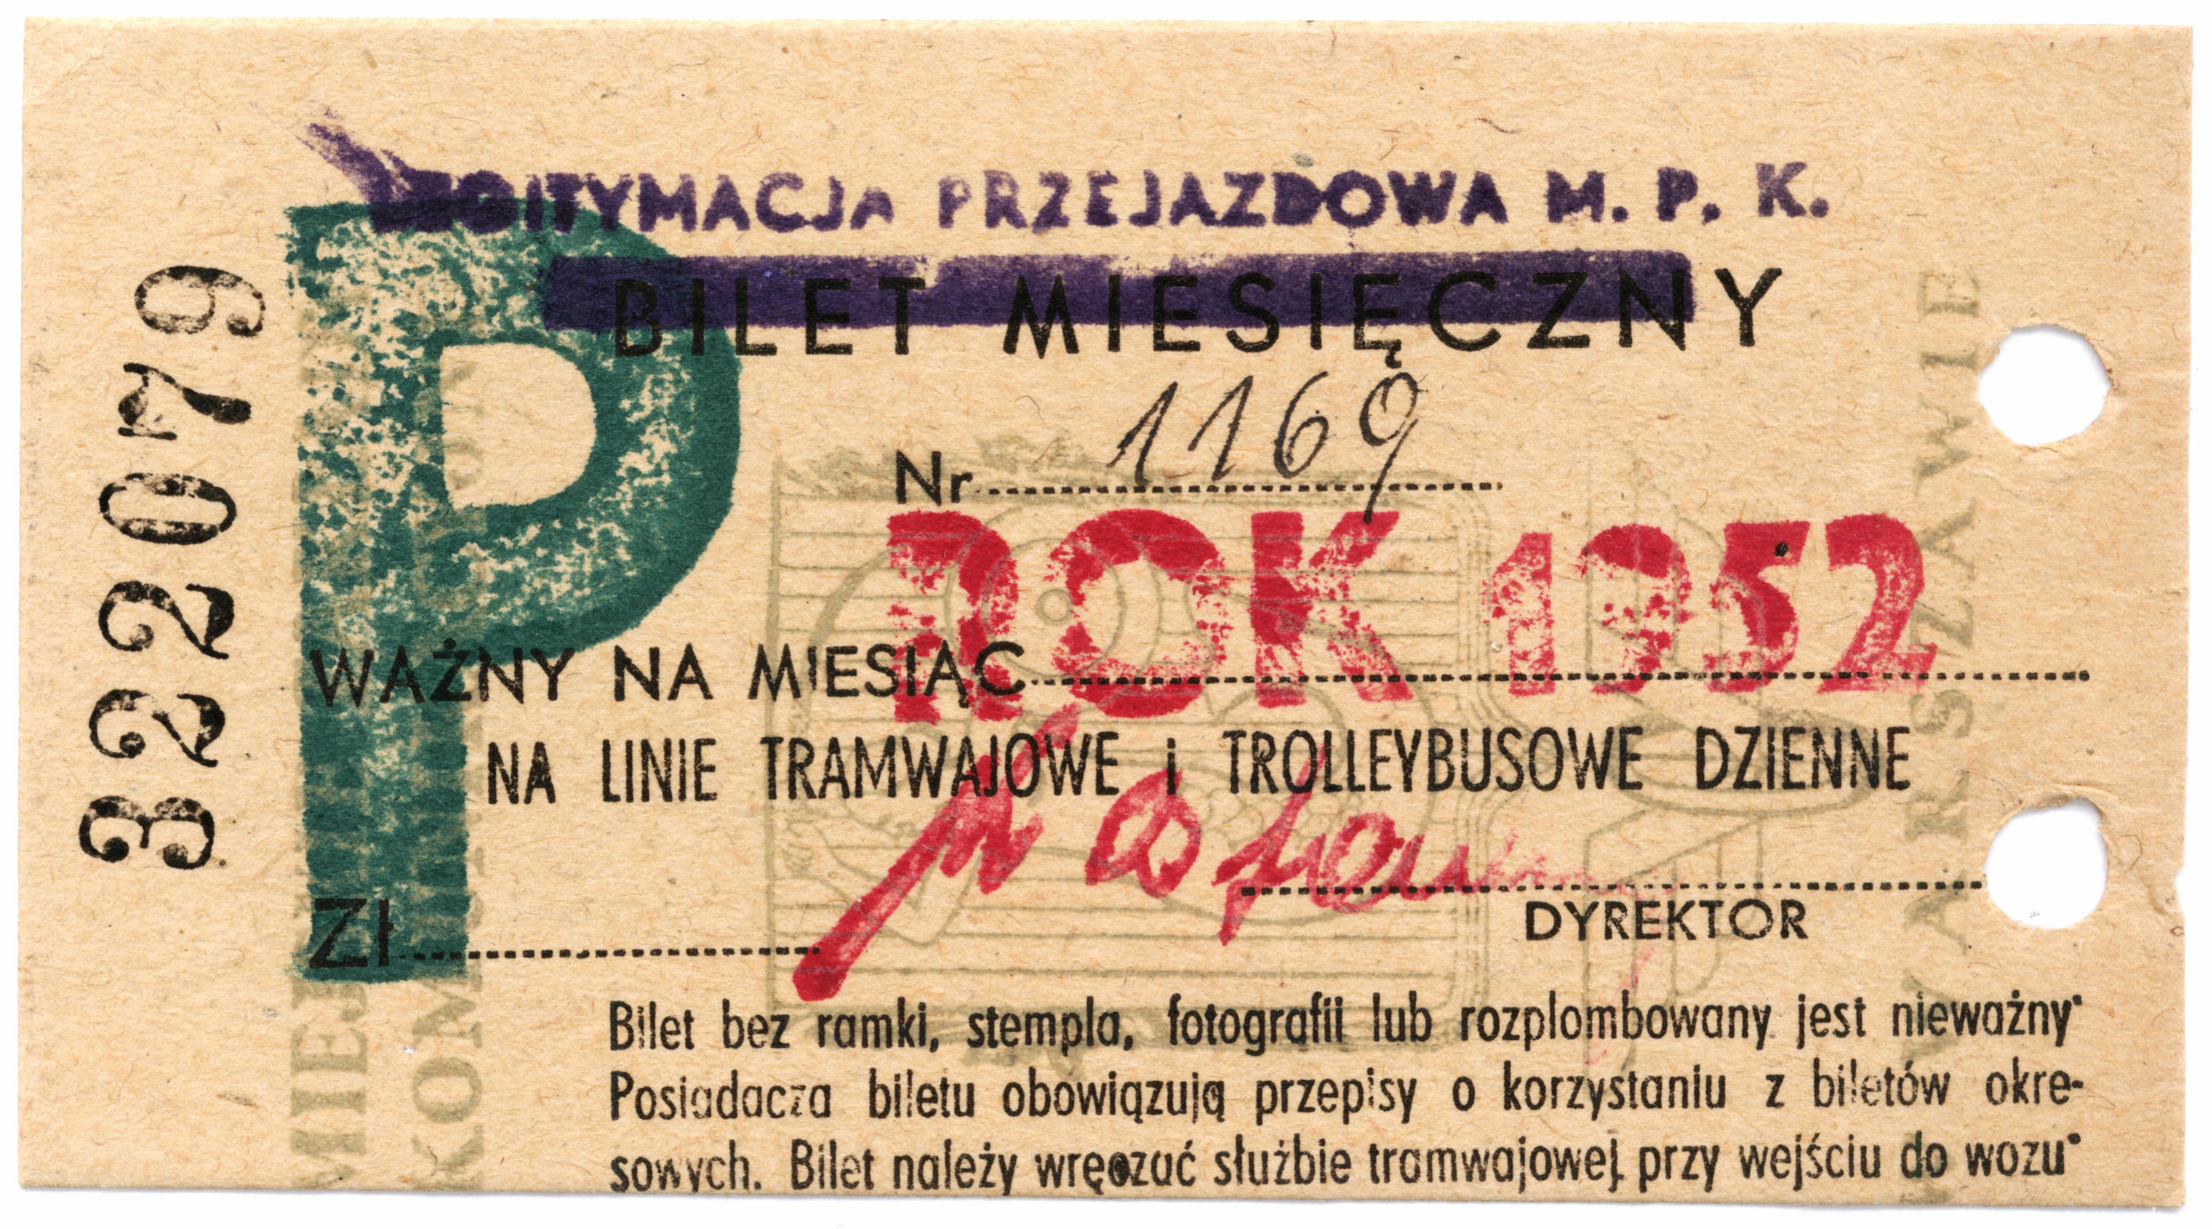 322079
P
LEGITYMACJA PRZEJAZDOWA M. P. K.
BILET MIESIĘCZNY
Nr 1169
ROK 1952
WAŻNY NA MIESIĄC
NA LINIE TRAMWAJOWE i TROLLEYBUSOWE DZIENNE
DYREKTOR
Zł
Bilet bez ramki, stempla, fotografii lub rozplombowany jest nieważny
Posiadacza biletu obowiązują przepisy o korzystaniu z biletów okre-
sowych. Bilet należy wręczać służbie tramwajowej przy wejściu do wozu
WARSZAWIE